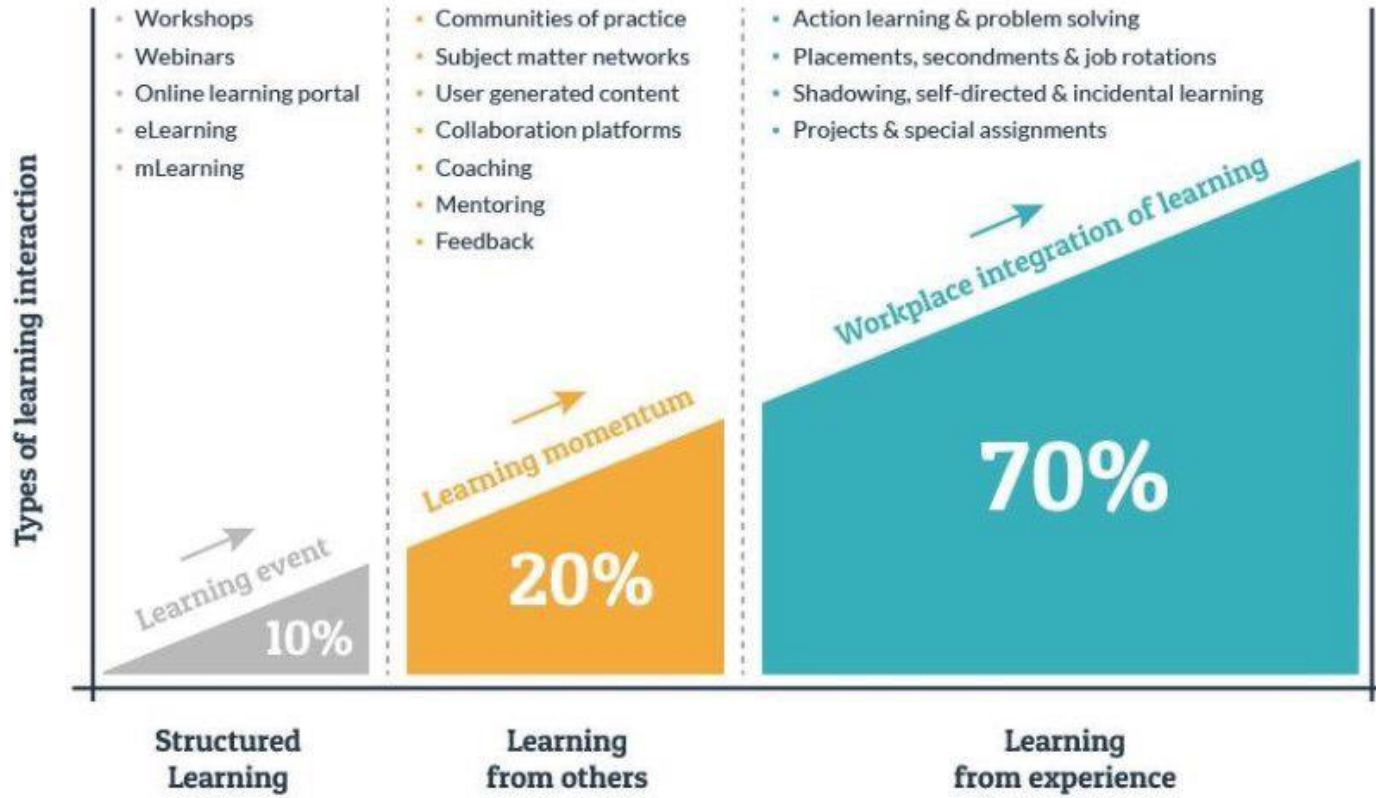 Workshops
Webinars
Online learning portal
eLearning
mLearning
Communities of practice
Subject matter networks
User generated content
Collaboration platforms
Coaching
Mentoring
Feedback
Action learning & problem solving
Placements, secondments & job rotations
Shadowing, self-directed & incidental learning
Projects & special assignments
Types of learning interaction
Learning event
10%
Learning momentum
20%
Workplace integration of learning
70%
Structured
Learning
Learning
from others
Learning
from experience